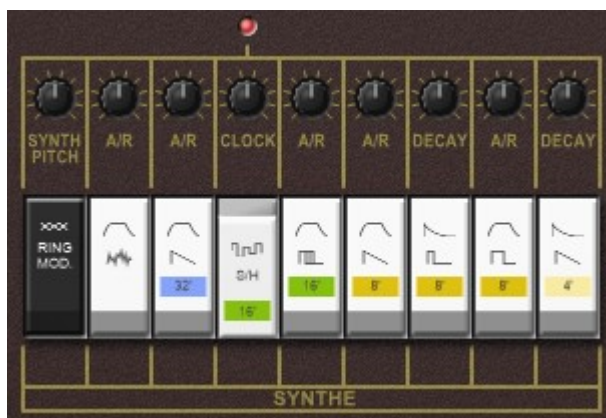 SYNTH PITCH
A/R
A/R
CLOCK
A/R
A/R
DECAY
A/R
DECAY
RING
MOD.
32'
S/H
16'
16'
8'
8'
8'
4'
SYNTHE